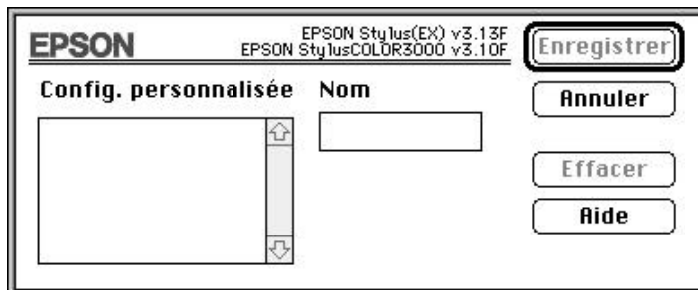 EPSON
EPSON Stylus(EX) v3.13F
EPSON StylusCOLOR3000 v3.10F
Enregistrer
Config. personnalisée
Nom
Annuler
Effacer
Aide